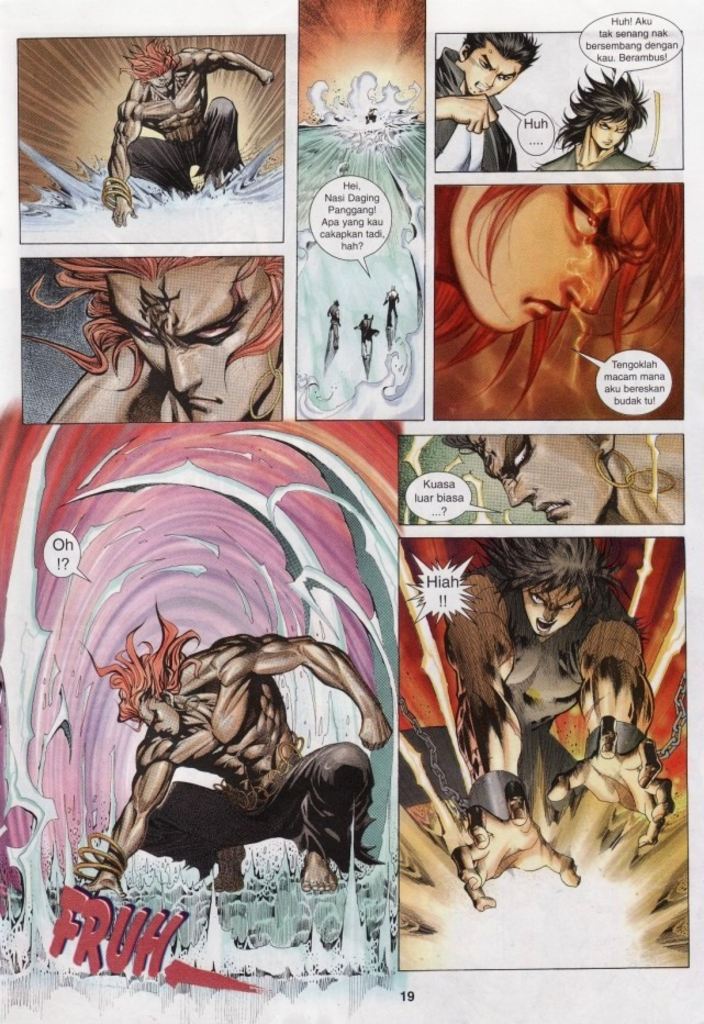 Hei,
Nasi Daging
Panggang!
Apa yang kau
cakapkan tadi,
hah?
Huh
....
Huh! Aku
tak senang nak
bersembang dengan
kau. Berambus!
Tengoklah
macam mana
aku bereskan
budak tu!
Oh
!?
FRUH
Kuasa
luar biasa
...?
Hiah
!!
19